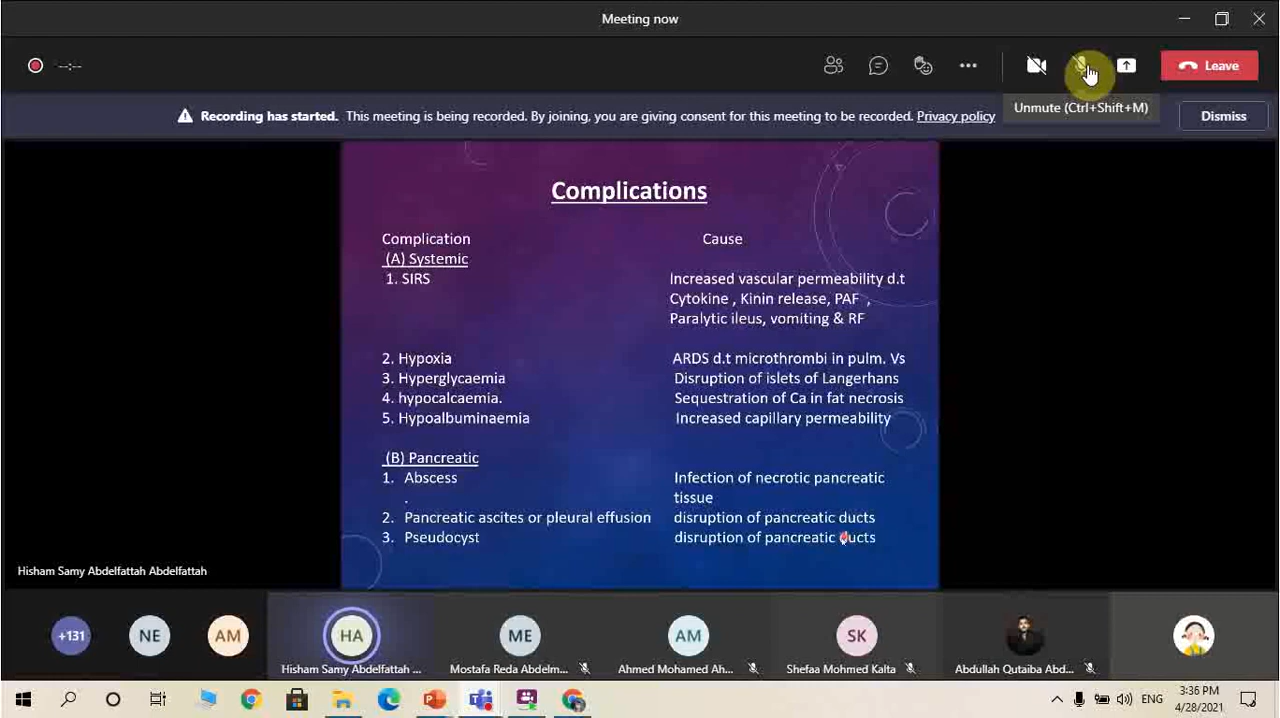 Meeting now
--:--
Leave
Unmute (Ctrl+Shift+M)
Recording has started. This meeting is being recorded. By joining, you are giving consent for this meeting to be recorded. Privacy policy
Dismiss
Complications
Complication Cause
(A) Systemic
1. SIRS Increased vascular permeability d.t
Cytokine , Kinin release, PAF ,
Paralytic ileus, vomiting & RF
2. Hypoxia ARDS d.t microthrombi in pulm. Vs
3. Hyperglycaemia Disruption of islets of Langerhans
4. hypocalcaemia. Sequestration of Ca in fat necrosis
5. Hypoalbuminaemia Increased capillary permeability
(B) Pancreatic
1. Abscess Infection of necrotic pancreatic
. tissue
2. Pancreatic ascites or pleural effusion disruption of pancreatic ducts
3. Pseudocyst disruption of pancreatic ducts
Hisham Samy Abdelfattah Abdelfattah
+131 NE AM HA ME AM SK
Hisham Samy Abdelfattah ... Mostafa Reda Abdelm... Ahmed Mohamed Ah... Shefaa Mohmed Kalta Abdullah Qutaiba Abd...
ENG 3:36 PM
4/28/2021